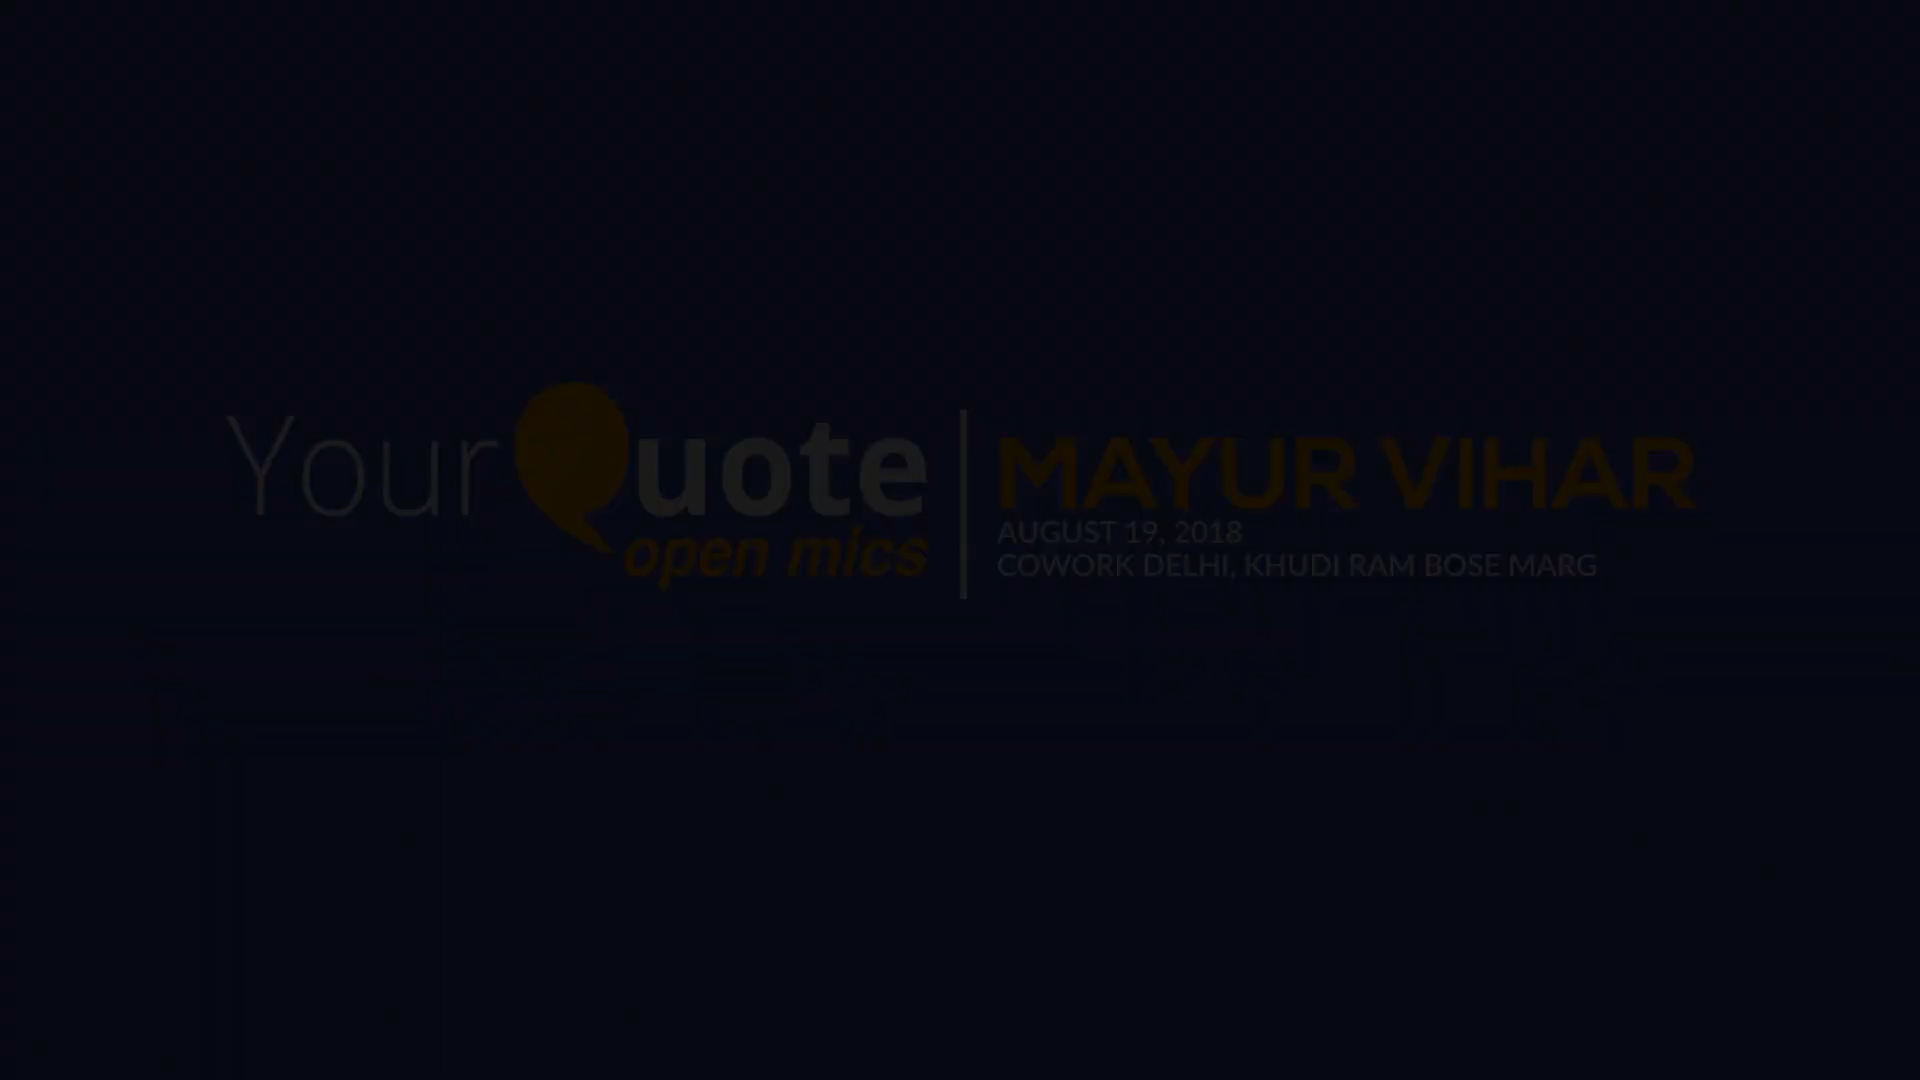 YourQuote
open mics
MAYUR VIHAR
AUGUST 19, 2018
COWORK DELHI, KHUDI RAM BOSE MARG